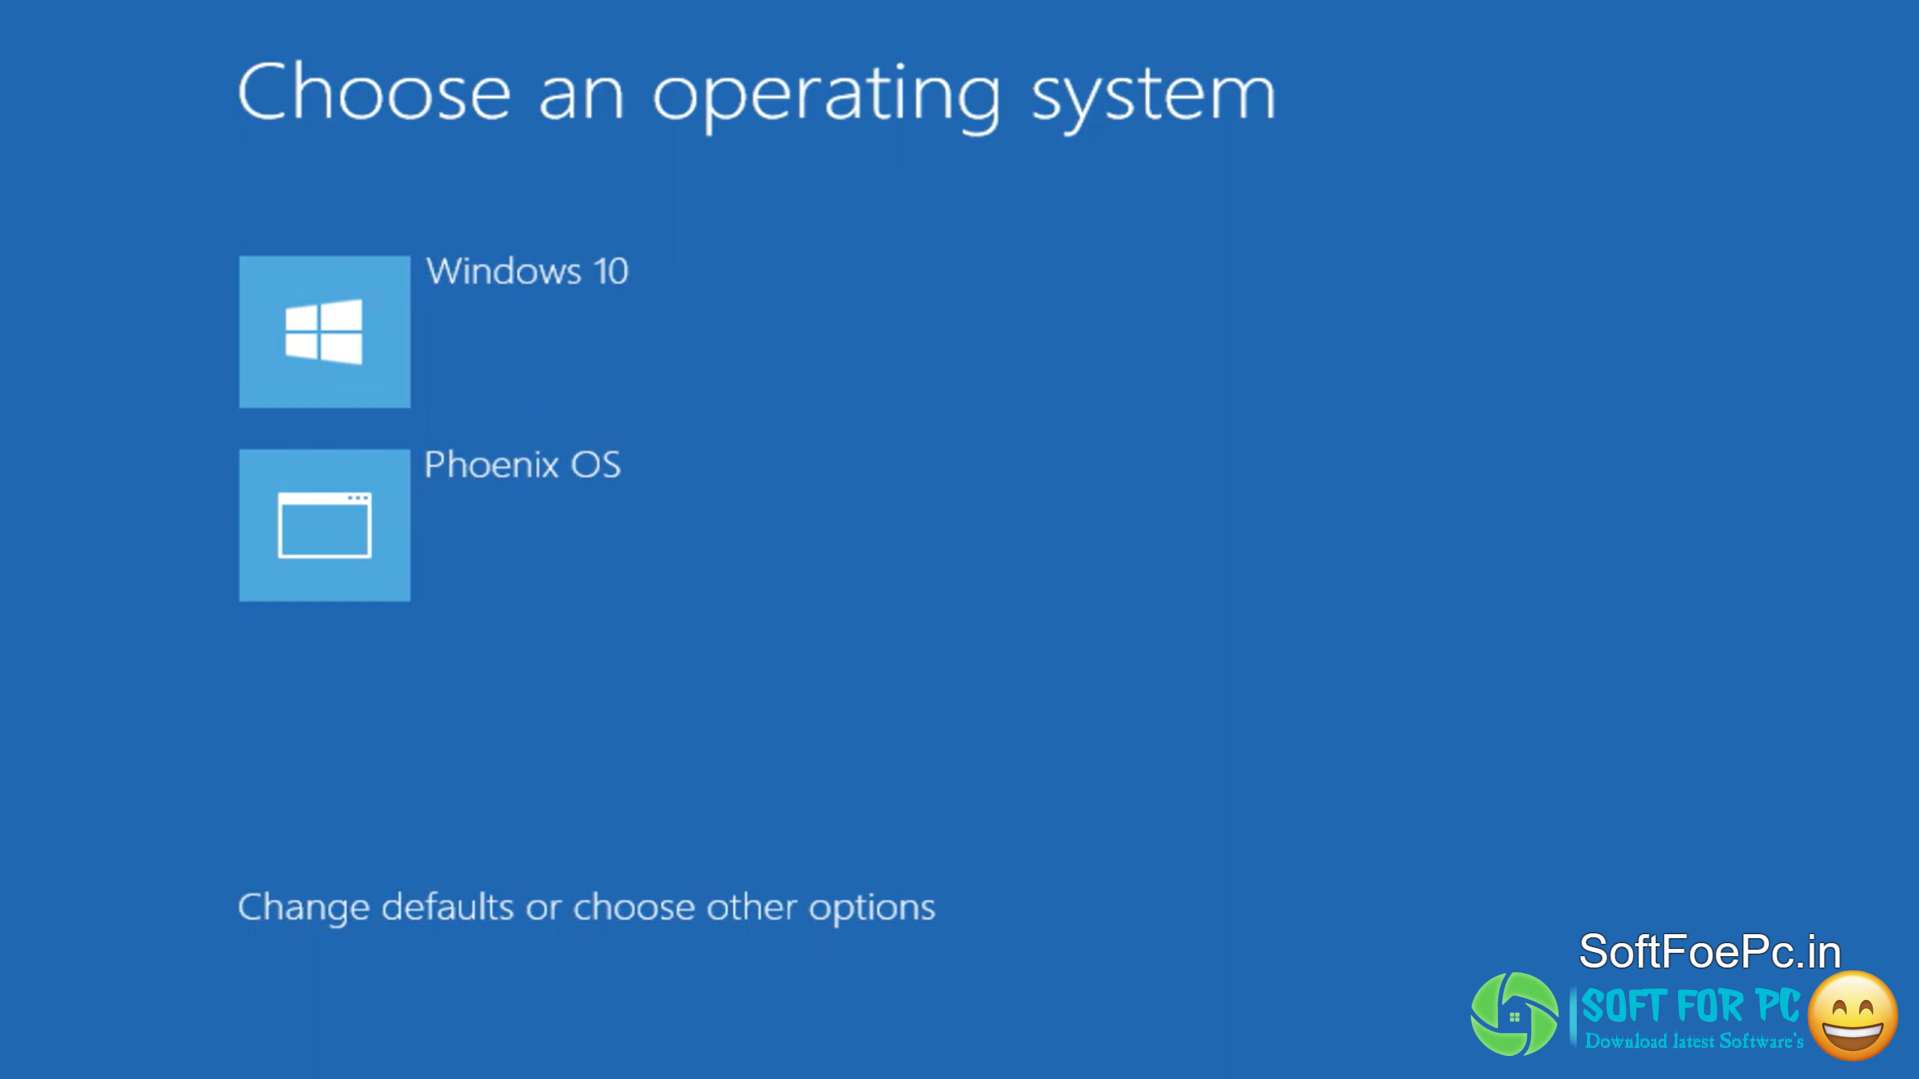 Choose an operating system
Windows 10
Phoenix OS
Change defaults or choose other options
SoftFoePc.in
SOFT FOR PC
Download latest Software's